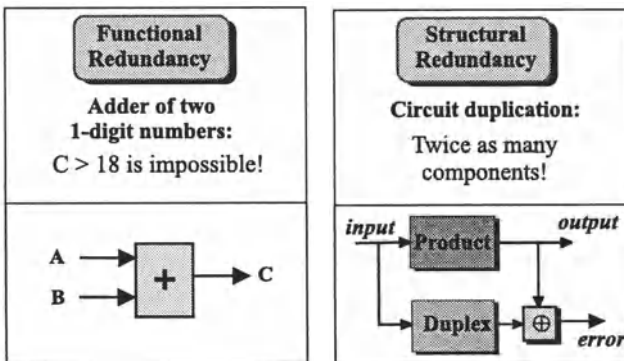 Functional
Redundancy
Adder of two
1-digit numbers:
C > 18 is impossible!
A
B
+
C
Structural
Redundancy
Circuit duplication:
Twice as many
components!
input
Product
output
Duplex
⊕
error